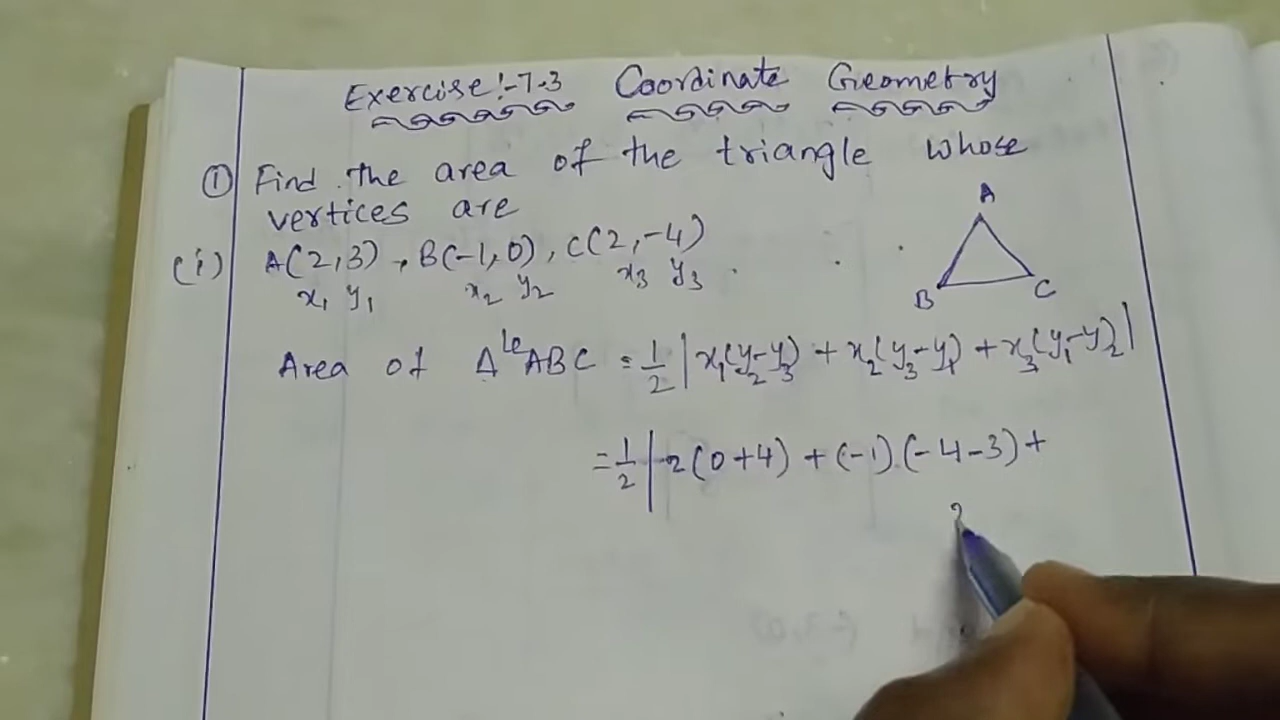 Exercise:-7.3 Coordinate Geometry
① Find the area of the triangle whose
vertices are
(i) A(2,3), B(-1,0), C(2,-4)
x₁ y₁ x₂ y₂ x₃ y₃
A
B C
Area of Δˡᵉ ABC = 1/2 | x₁(y₂-y₃) + x₂(y₃-y₁) + x₃(y₁-y₂) |
= 1/2 | 2(0+4) + (-1)(-4-3) +
2